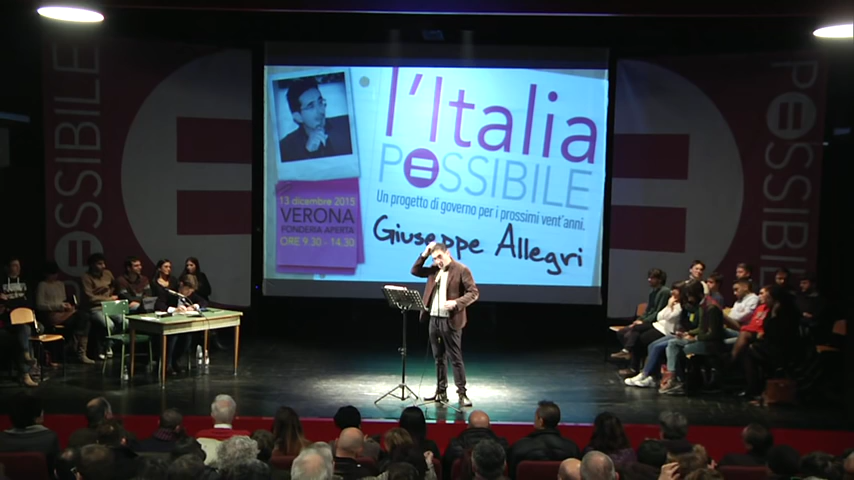 l'Italia
POSSIBILE
Un progetto di governo per i prossimi vent'anni.
Giuseppe Allegri
13 dicembre 2015
VERONA
FONDERIA APERTA
ORE 9.30 - 14.30
POSSIBILE
POSSIBILE